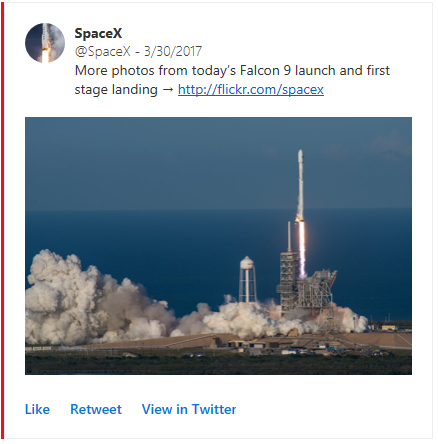 SpaceX
@SpaceX - 3/30/2017
More photos from today's Falcon 9 launch and first
stage landing → http://flickr.com/spacex
Like Retweet View in Twitter